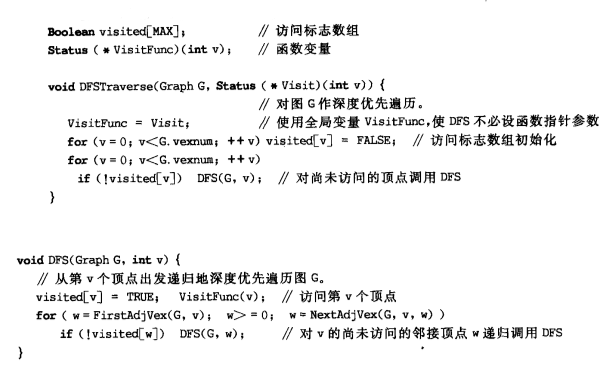 Boolean visited[MAX]; // 访问标志数组
Status (*VisitFunc)(int v); // 函数变量
void DFSTraverse(Graph G, Status (*Visit)(int v)) {
// 对图 G 作深度优先遍历。
VisitFunc = Visit; // 使用全局变量 VisitFunc,使 DFS 不必设函数指针参数
for (v=0; v<G.vexnum; ++v) visited[v] = FALSE; // 访问标志数组初始化
for (v=0; v<G.vexnum; ++v)
if (!visited[v]) DFS(G, v); // 对尚未访问的顶点调用 DFS
}
void DFS(Graph G, int v) {
// 从第 v 个顶点出发递归地深度优先遍历图 G。
visited[v] = TRUE; VisitFunc(v); // 访问第 v 个顶点
for ( w=FirstAdjVex(G, v); w>=0; w=NextAdjVex(G, v, w) )
if (!visited[w]) DFS(G, w); // 对 v 的尚未访问的邻接顶点 w 递归调用 DFS
}